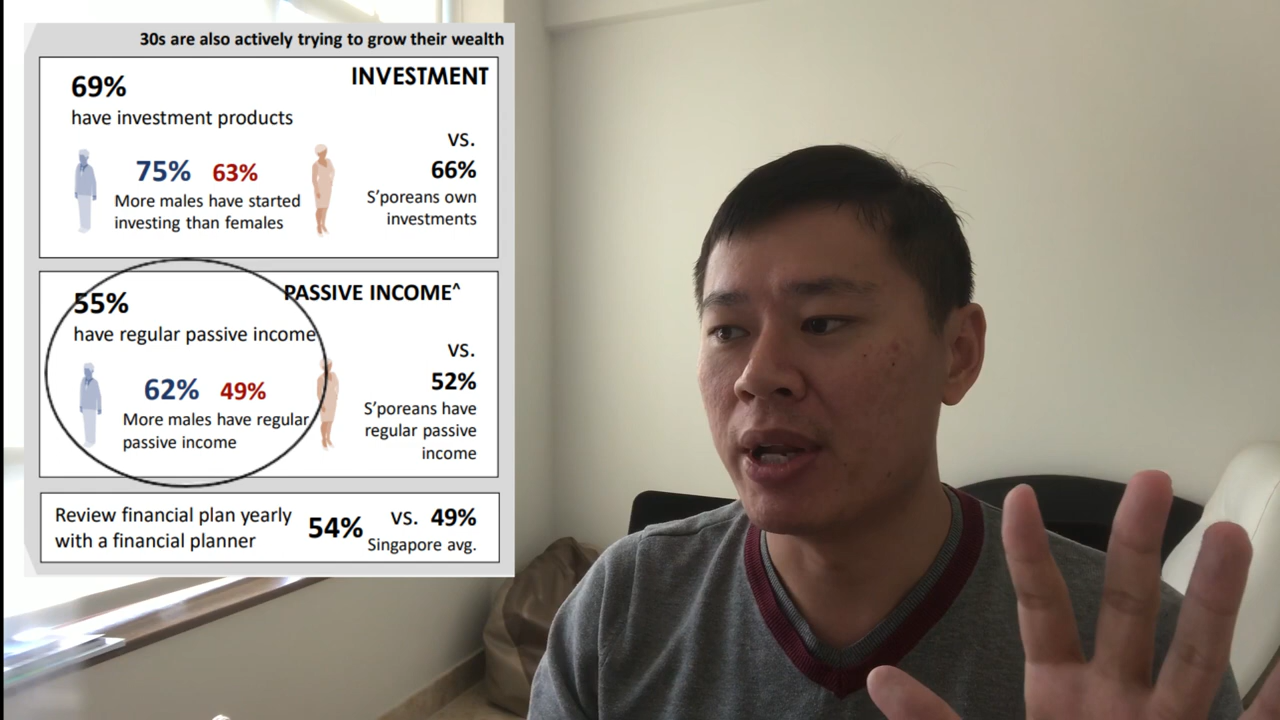 30s are also actively trying to grow their wealth
INVESTMENT
69%
have investment products
75% 63%
More males have started
investing than females
vs.
66%
S'poreans own
investments
PASSIVE INCOME^
55%
have regular passive income
62% 49%
More males have regular
passive income
vs.
52%
S'poreans have
regular passive
income
Review financial plan yearly
with a financial planner
54%
vs. 49%
Singapore avg.